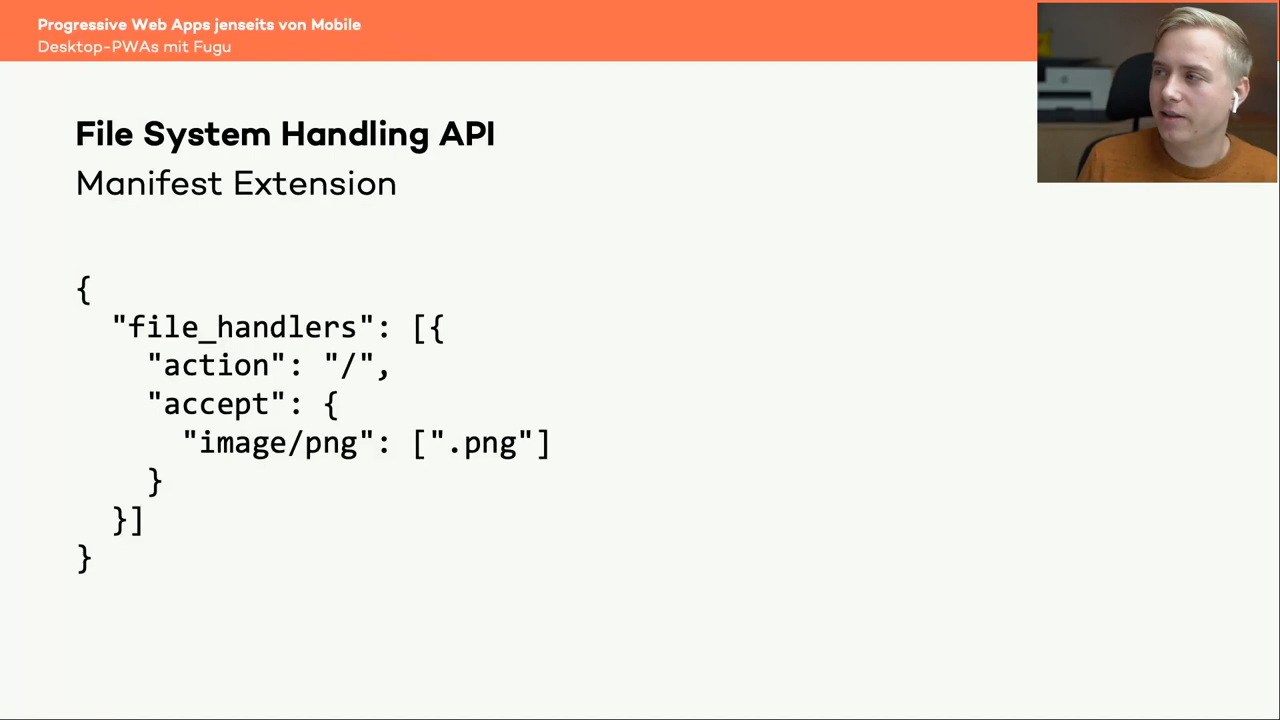 Progressive Web Apps jenseits von Mobile
Desktop-PWAs mit Fugu
File System Handling API
Manifest Extension
{
  "file_handlers": [{
    "action": "/",
    "accept": {
      "image/png": [".png"]
    }
  }]
}